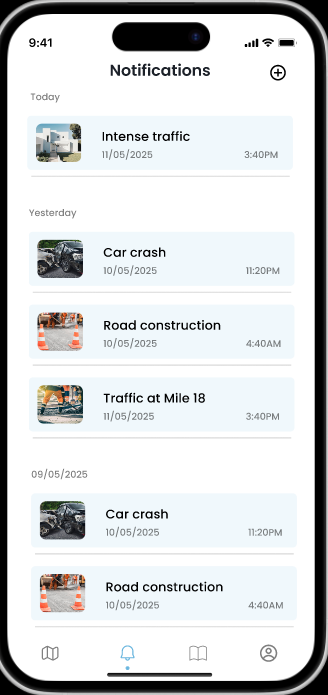 9:41
Notifications
Today
Intense traffic
11/05/2025 3:40PM
Yesterday
Car crash
10/05/2025 11:20PM
Road construction
10/05/2025 4:40AM
Traffic at Mile 18
11/05/2025 3:40PM
09/05/2025
Car crash
10/05/2025 11:20PM
Road construction
10/05/2025 4:40AM